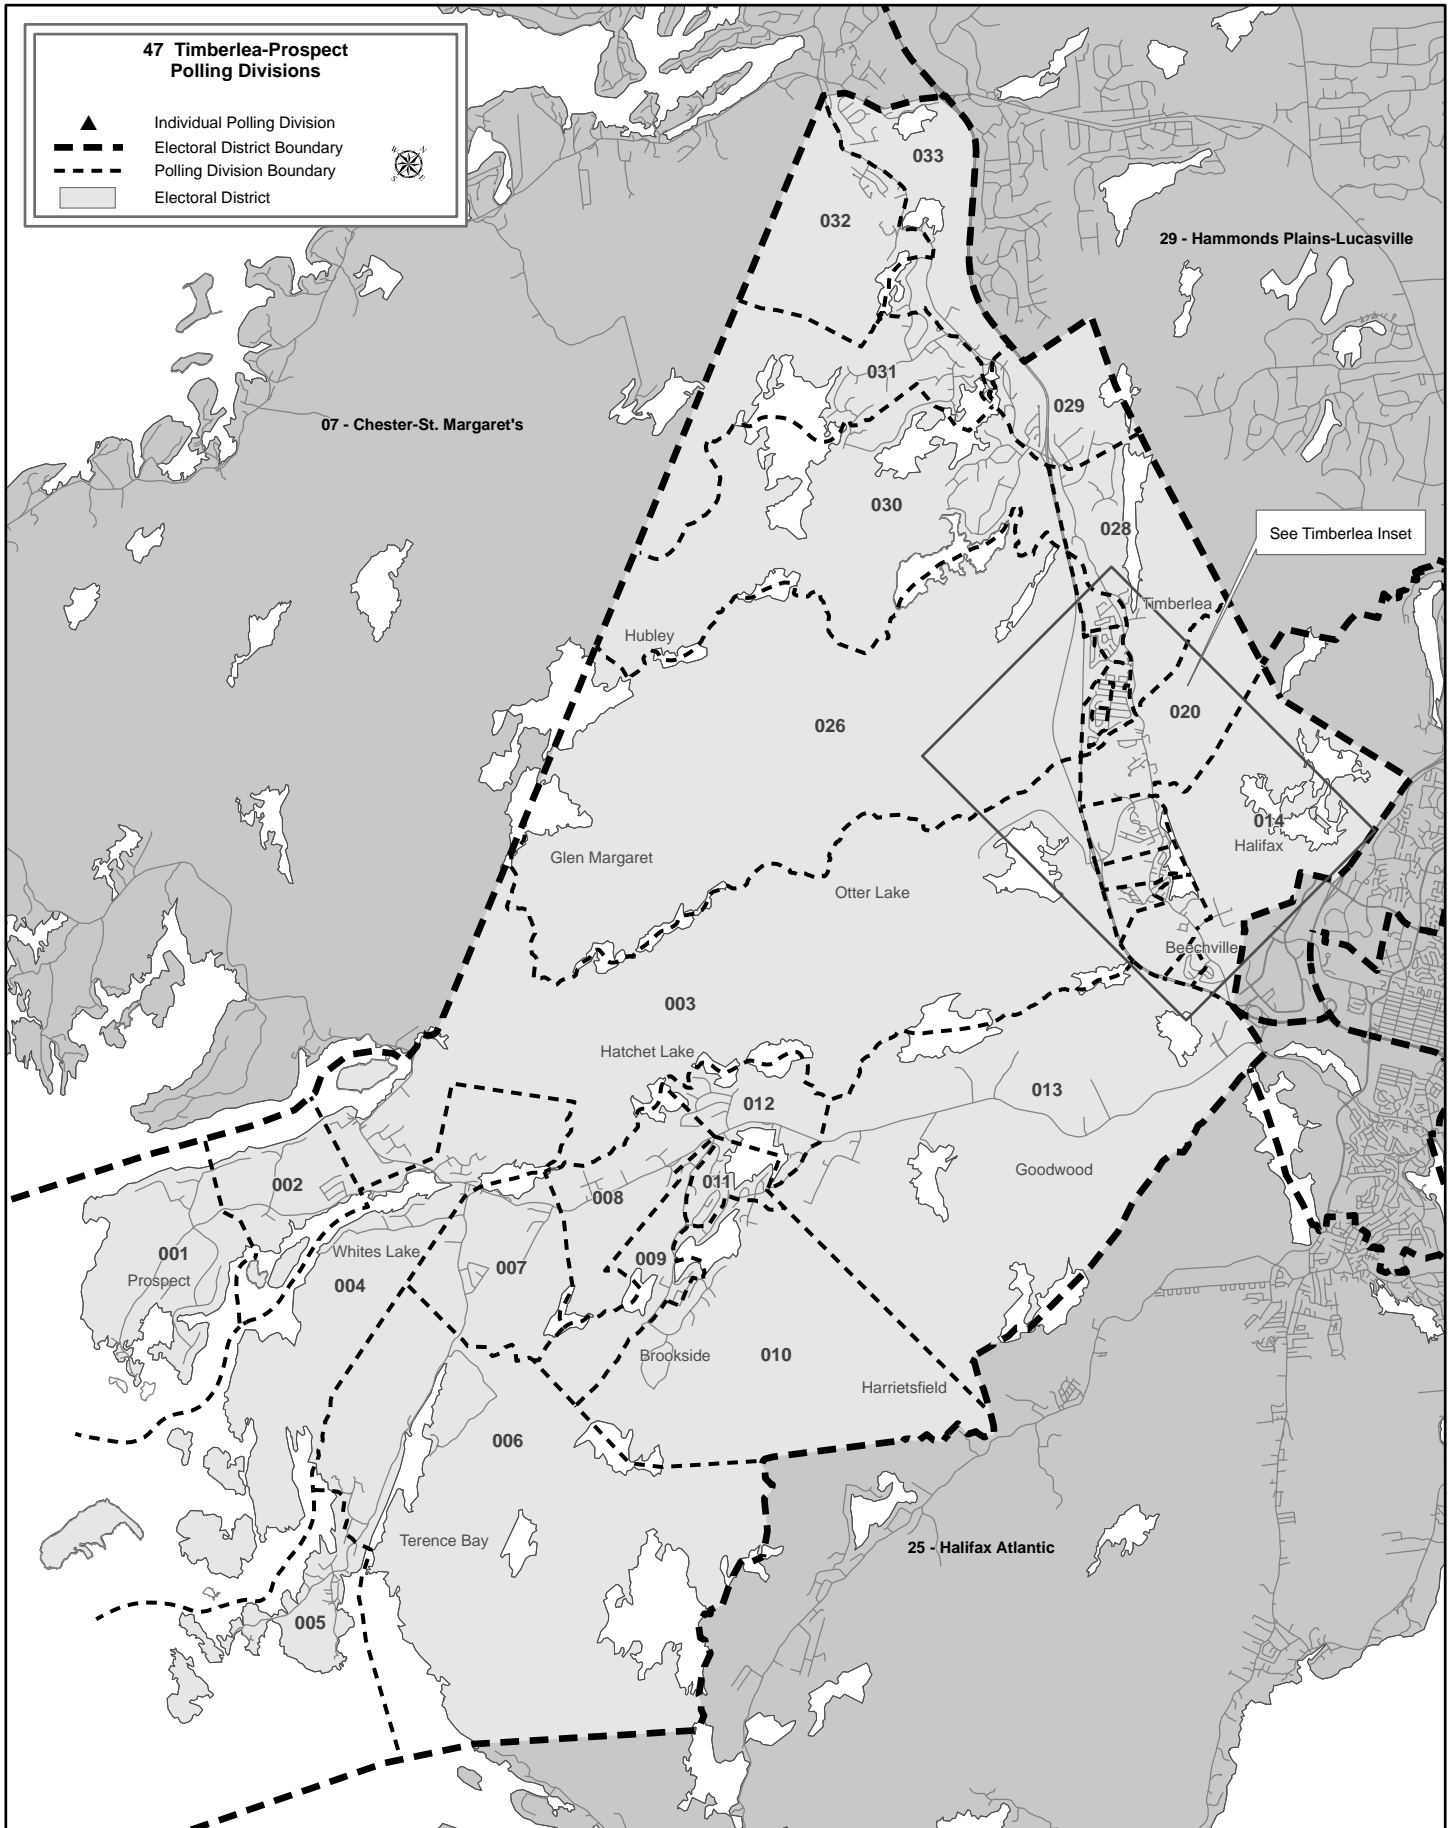 47 Timberlea-Prospect
Polling Divisions
Individual Polling Division
Electoral District Boundary
Polling Division Boundary
Electoral District
N
E
S
W
033
032
29 - Hammonds Plains-Lucasville
031
029
07 - Chester-St. Margaret's
030
028
See Timberlea Inset
Timberlea
Hubley
020
026
014
Halifax
Glen Margaret
Otter Lake
Beechville
003
Hatchet Lake
013
012
Goodwood
011
002
008
001
Whites Lake
009
007
Prospect
004
Brookside
010
Harrietsfield
006
Terence Bay
25 - Halifax Atlantic
005